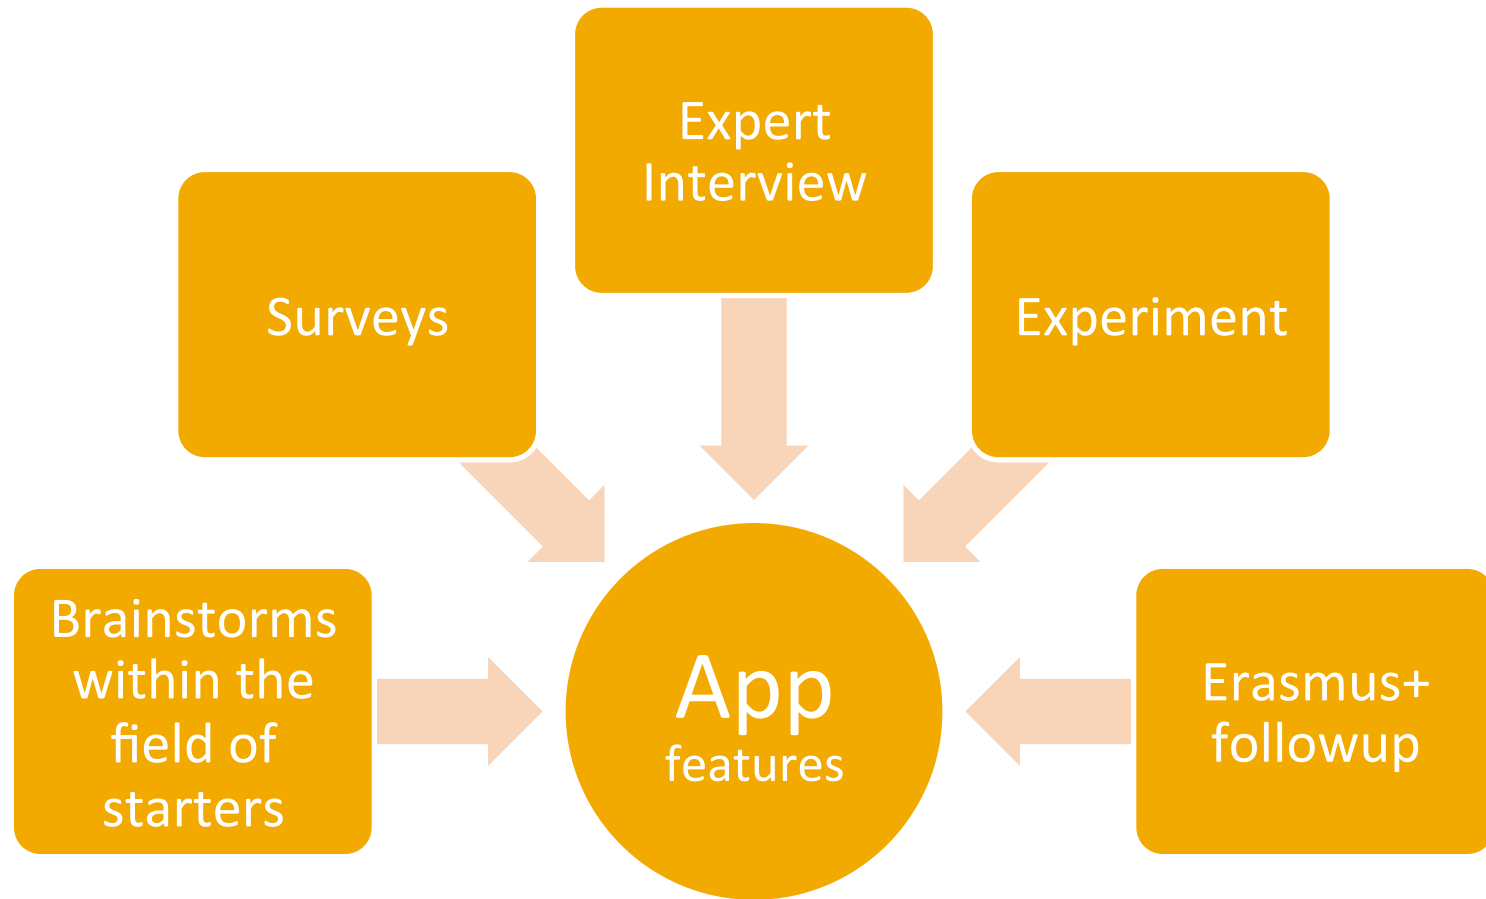 Expert
Interview
Surveys
Experiment
Brainstorms
within the
field of
starters
App
features
Erasmus+
followup